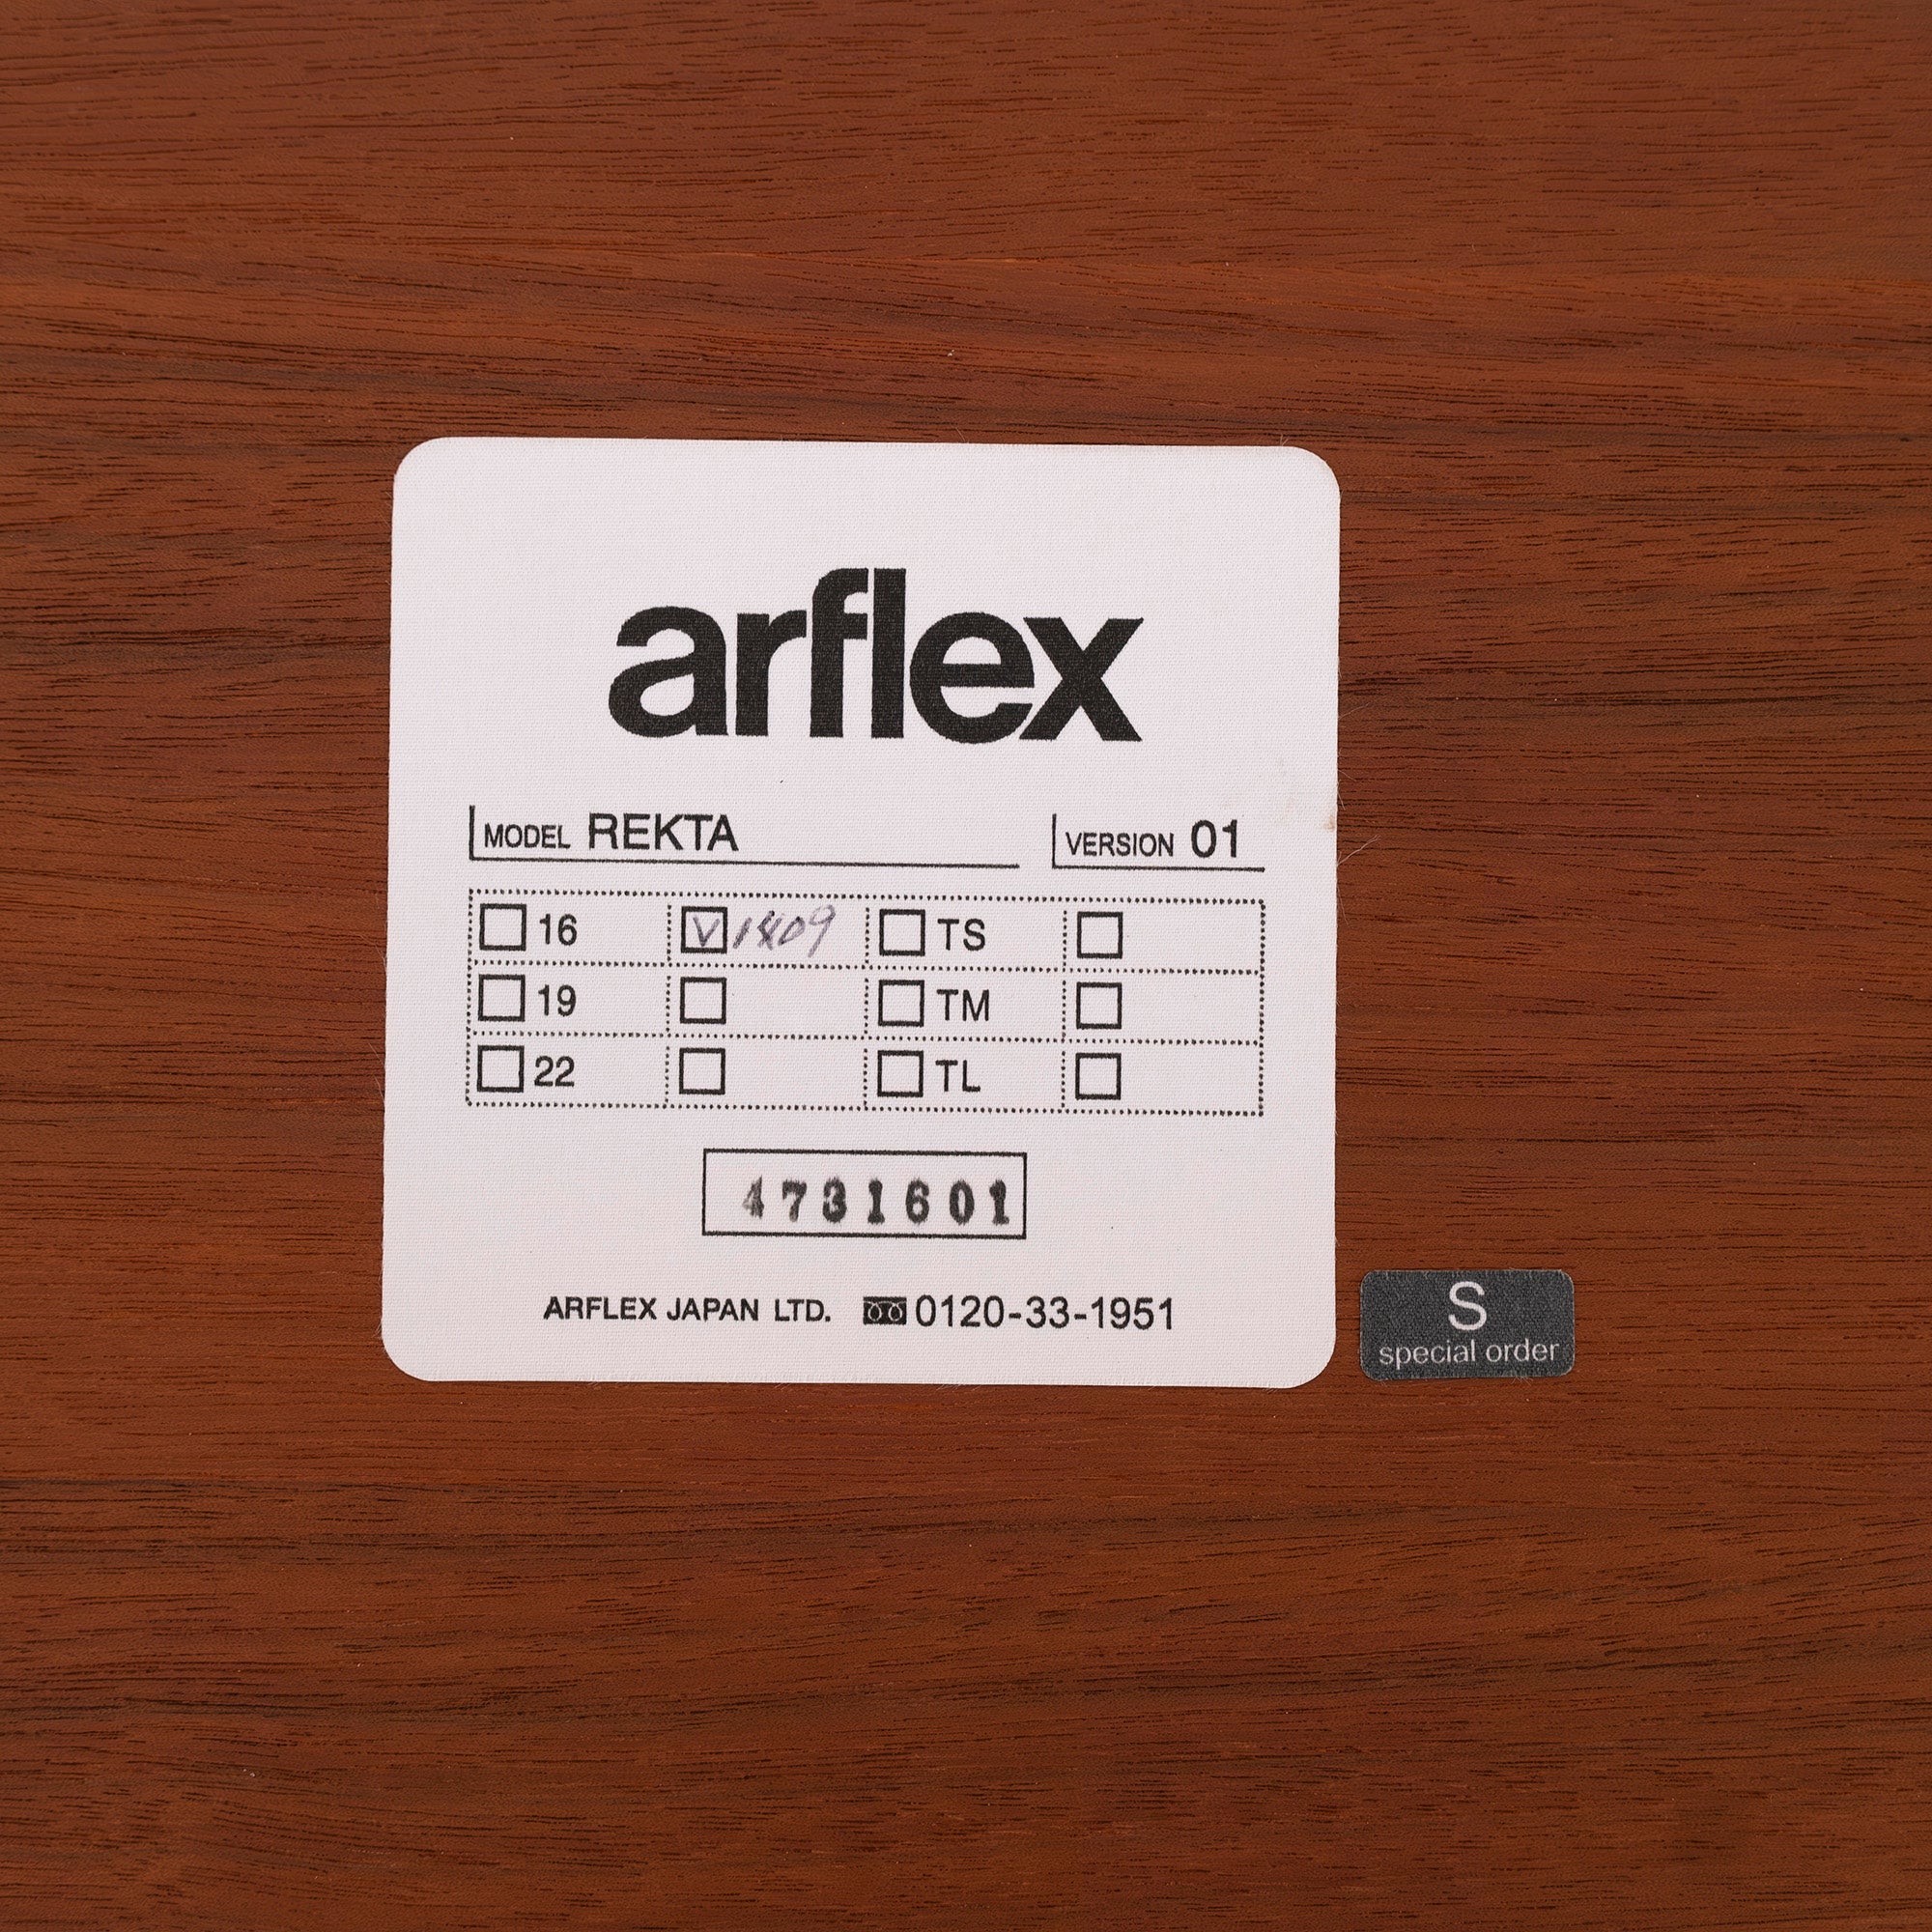 arflex
MODEL REKTA VERSION 01
16 V 1809 TS
19 TM
22 TL
4731601
ARFLEX JAPAN LTD. 0120-33-1951
S
special order